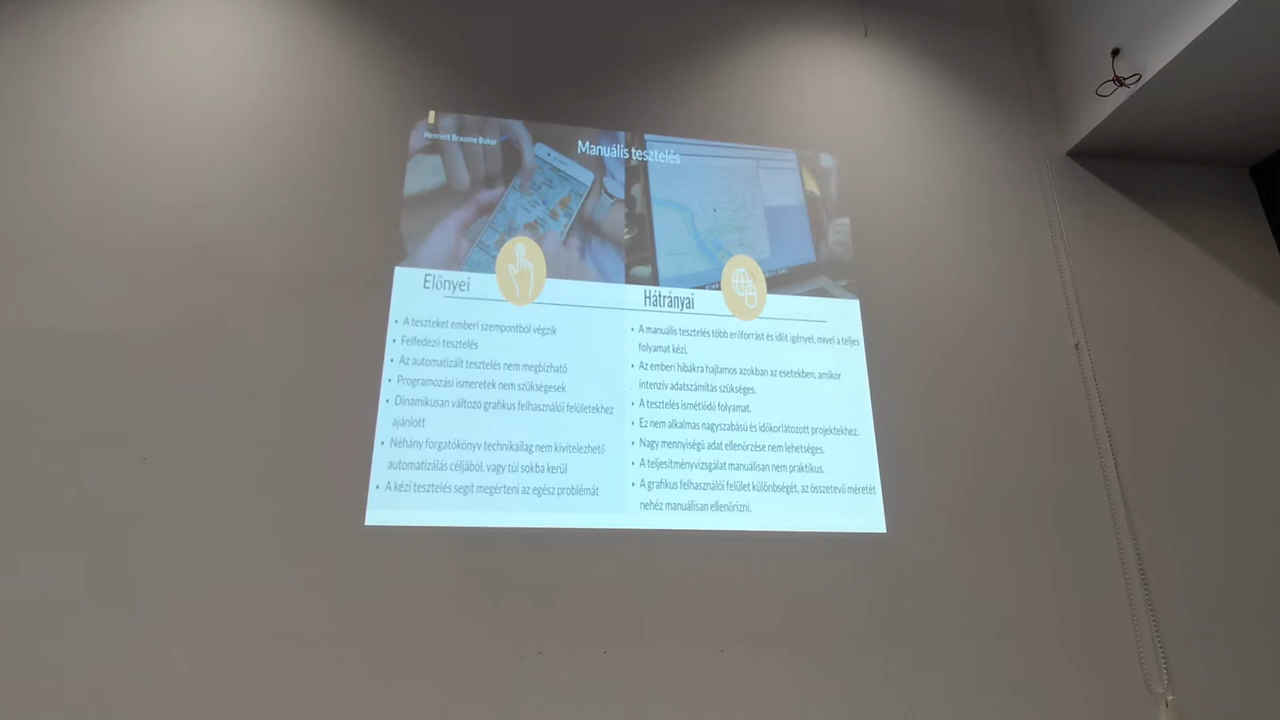 Henriett Braunne Bokor
Manuális tesztelés
Előnyei
• A teszteket emberi szempontból végzik
• Felfedező tesztelés
• Az automatizált tesztelés nem megbízható
• Programozási ismeretek nem szükségesek
• Dinamikusan változó grafikus felhasználói felületekhez
ajánlott
• Néhány forgatókönyv technikailag nem kivitelezhető
automatizálás céljából, vagy túl sokba kerül
• A kézi tesztelés segít megérteni az egész problémát
Hátrányai
• A manuális tesztelés több erőforrást és időt igényel, mivel a teljes
folyamat kézi.
• Az emberi hibákra hajlamos azokban az esetekben, amikor
intenzív adatszámítás szükséges.
• A tesztelés ismétlődő folyamat.
• Ez nem alkalmas nagyszabású és időkorlátozott projektekhez.
• Nagy mennyiségű adat ellenőrzése nem lehetséges.
• A teljesítményvizsgálat manuálisan nem praktikus.
• A grafikus felhasználói felület különbségét, az összetevő méretét
nehéz manuálisan ellenőrizni.